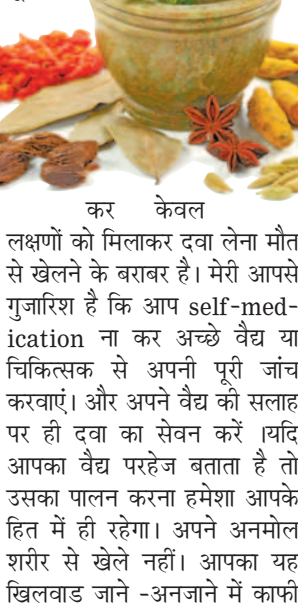 कर केवल
लक्षणों को मिलाकर दवा लेना मौत
से खेलने के बराबर है। मेरी आपसे
गुजारिश है कि आप self-med-
ication ना कर अच्छे वैद्य या
चिकित्सक से अपनी पूरी जांच
करवाएं। और अपने वैद्य की सलाह
पर ही दवा का सेवन करें ।यदि
आपका वैद्य परहेज बताता है तो
उसका पालन करना हमेशा आपके
हित में ही रहेगा। अपने अनमोल
शरीर से खेले नहीं। आपका यह
खिलवाड जाने -अनजाने में काफी